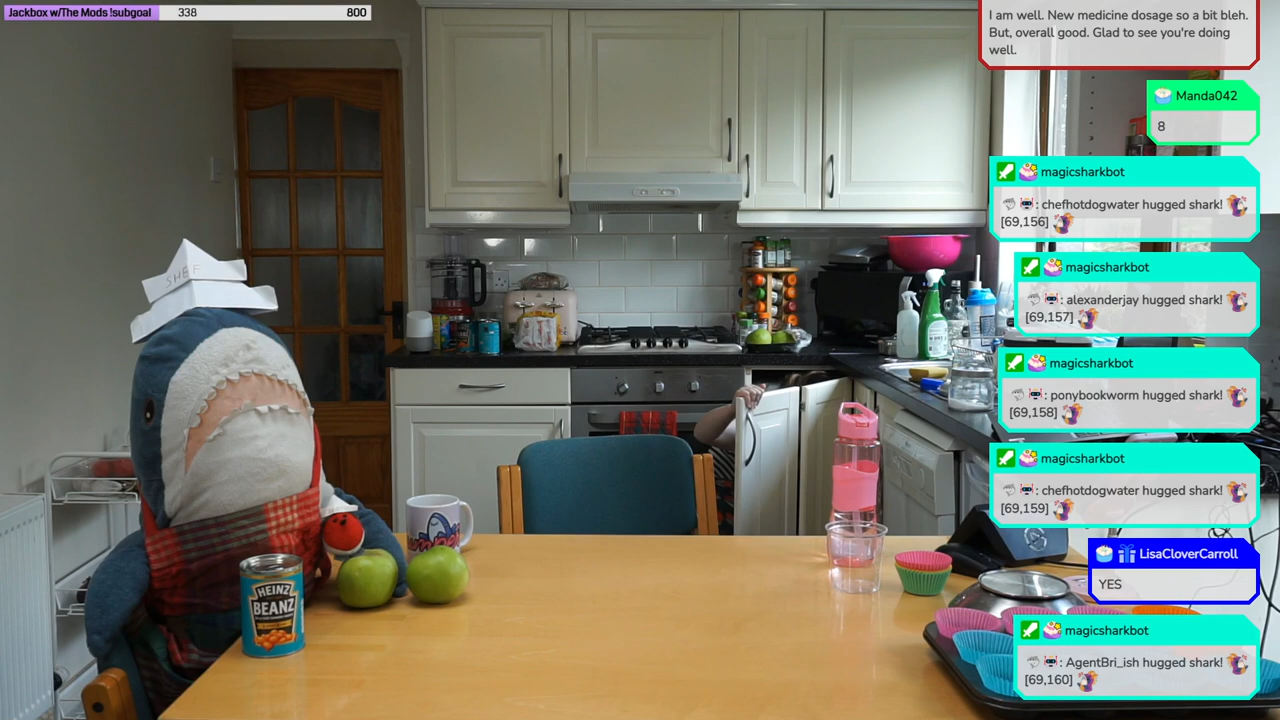 Jackbox w/The Mods !subgoal 338 800
I am well. New medicine dosage so a bit bleh.
But, overall good. Glad to see you're doing
well.
Manda042
8
magicsharkbot
: chefhotdogwater hugged shark!
[69,156]
magicsharkbot
: alexanderjay hugged shark!
[69,157]
magicsharkbot
: ponybookworm hugged shark!
[69,158]
magicsharkbot
: chefhotdogwater hugged shark!
[69,159]
LisaCloverCarroll
YES
magicsharkbot
: AgentBri_ish hugged shark!
[69,160]
SHEF
HEINZ
BEANZ